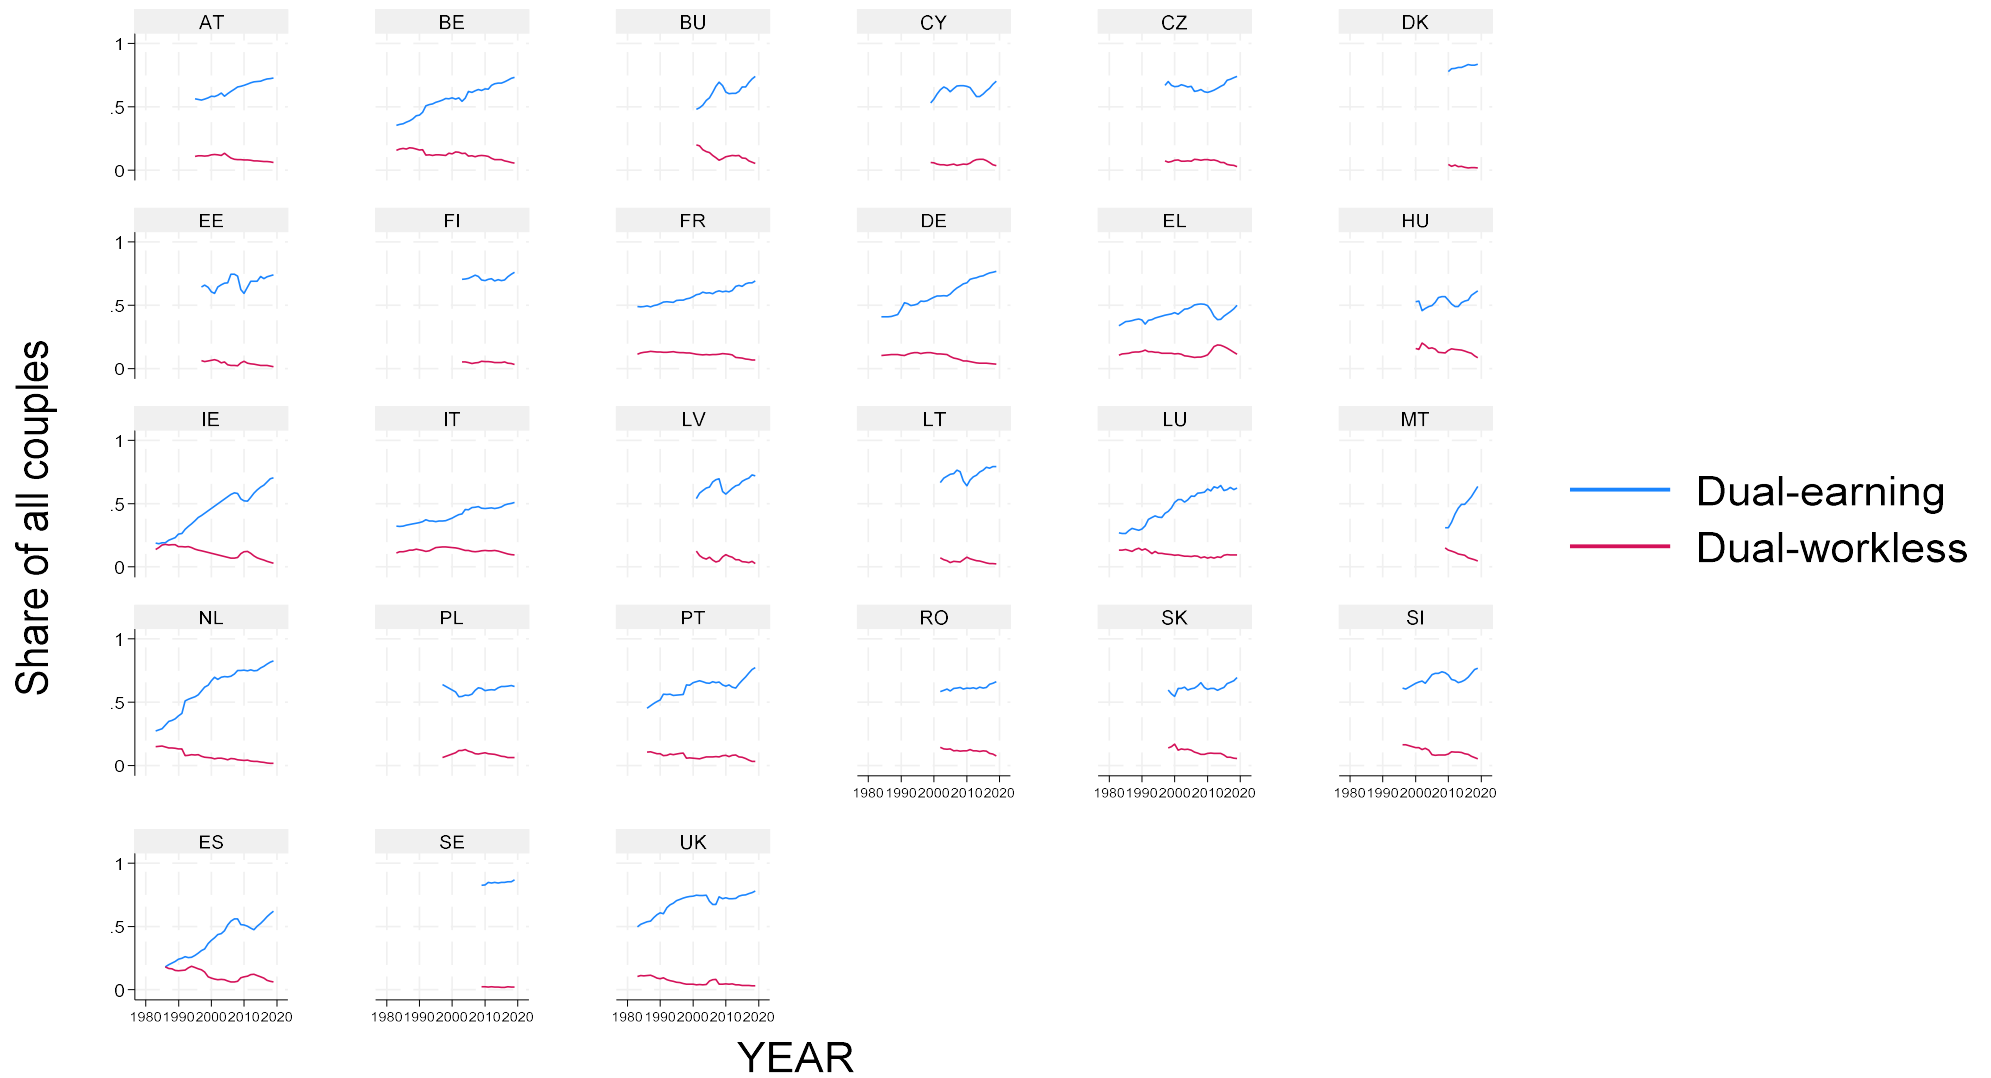 AT BE BU CY CZ DK
1
.5
0
EE FI FR DE EL HU
1
.5
0
IE IT LV LT LU MT
1
.5
0
NL PL PT RO SK SI
1
.5
0
1980 1990 2000 2010 2020 1980 1990 2000 2010 2020 1980 1990 2000 2010 2020
ES SE UK
1
.5
0
1980 1990 2000 2010 2020 1980 1990 2000 2010 2020 1980 1990 2000 2010 2020
Share of all couples
YEAR
Dual-earning
Dual-workless